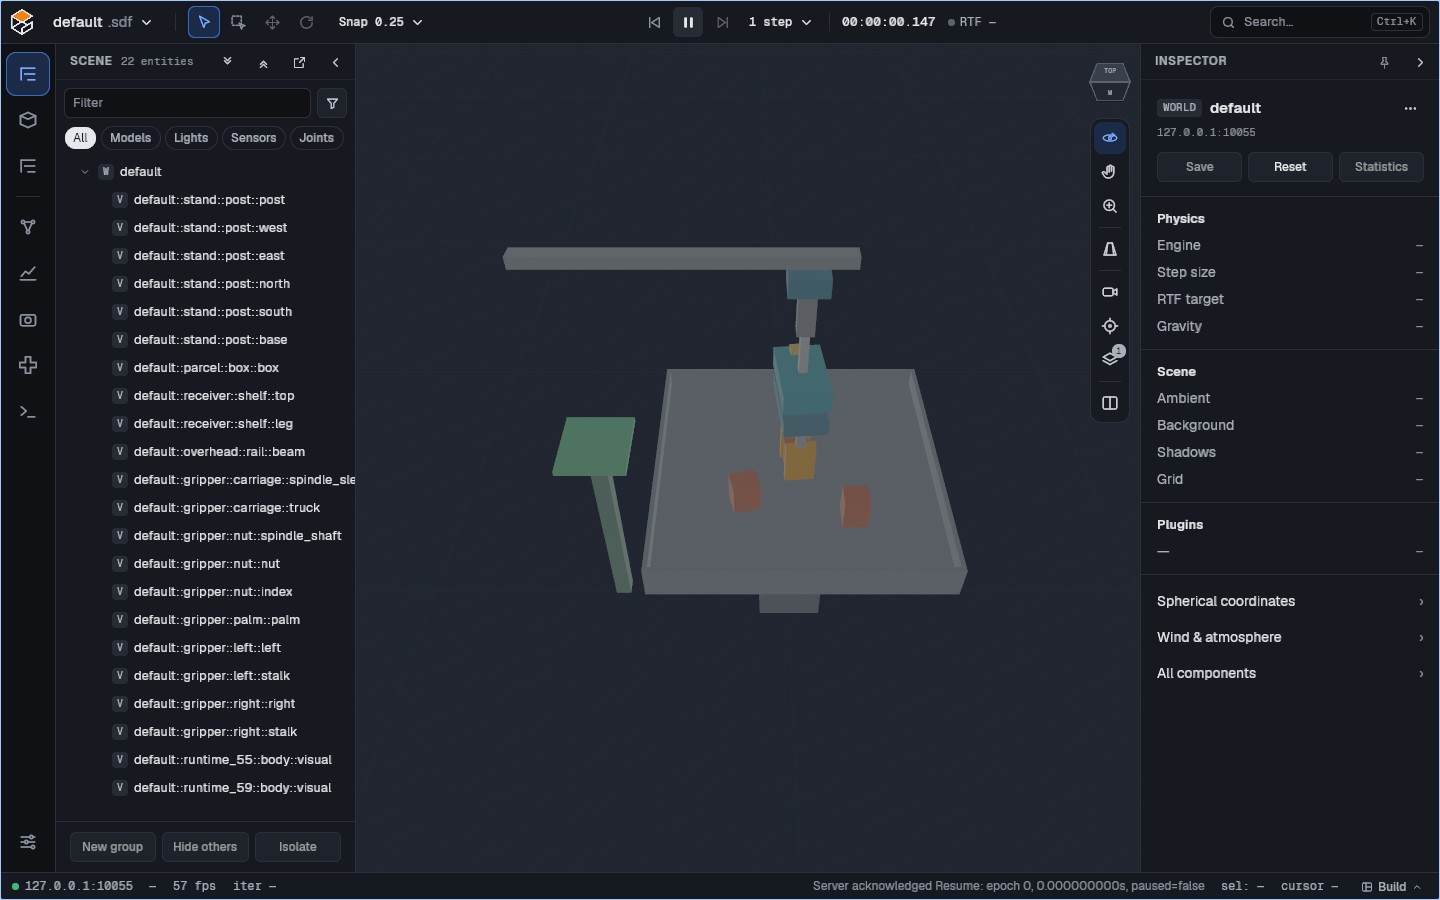 default .sdf
Snap 0.25
1 step
00:00:00.147
RTF –
Search...
Ctrl+K
SCENE 22 entities
Filter
All
Models
Lights
Sensors
Joints
W default
V default::stand::post::post
V default::stand::post::west
V default::stand::post::east
V default::stand::post::north
V default::stand::post::south
V default::stand::post::base
V default::parcel::box::box
V default::receiver::shelf::top
V default::receiver::shelf::leg
V default::overhead::rail::beam
V default::gripper::carriage::spindle_sle
V default::gripper::carriage::truck
V default::gripper::nut::spindle_shaft
V default::gripper::nut::nut
V default::gripper::nut::index
V default::gripper::palm::palm
V default::gripper::left::left
V default::gripper::left::stalk
V default::gripper::right::right
V default::gripper::right::stalk
V default::runtime_55::body::visual
V default::runtime_59::body::visual
New group
Hide others
Isolate
TOP
1
INSPECTOR
WORLD default
127.0.0.1:10055
Save
Reset
Statistics
Physics
Engine –
Step size –
RTF target –
Gravity –
Scene
Ambient –
Background –
Shadows –
Grid –
Plugins
— –
Spherical coordinates
Wind & atmosphere
All components
127.0.0.1:10055 – 57 fps iter –
Server acknowledged Resume: epoch 0, 0.000000000s, paused=false
sel: –
cursor –
Build